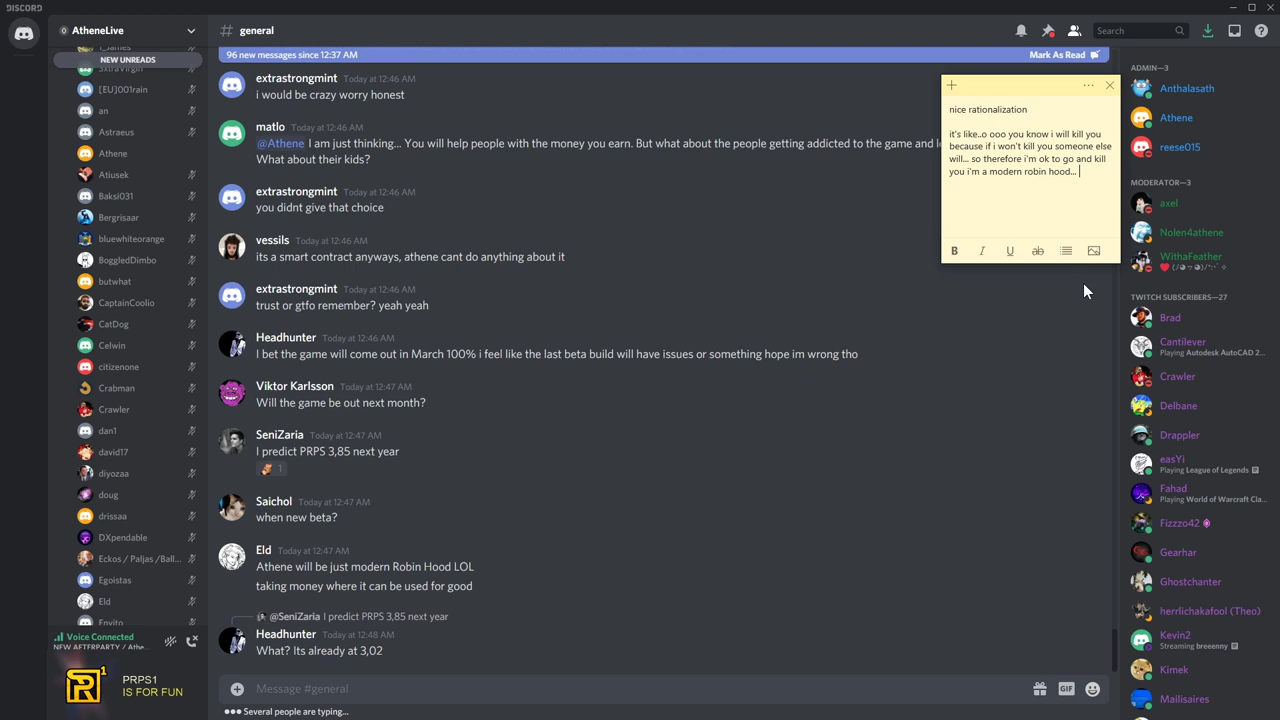 DISCORD
AtheneLive
NEW UNREADS
[EU]001rain
an
Astraeus
Athene
Atiusek
Baksi031
Bergrisaar
bluewhiteorange
BoggledDimbo
butwhat
CaptainCoolio
CatDog
Celwin
citizenone
Crabman
Crawler
dan1
david17
diyozaa
doug
drissaa
DXpendable
Eckos / Paljas /Ball...
Egoistas
Eld
Envito
Voice Connected
NEW AFTERPARTY / Athe...
PRPS1
IS FOR FUN
# general
Search
96 new messages since 12:37 AM
Mark As Read
extrastrongmint Today at 12:46 AM
i would be crazy worry honest
matlo Today at 12:46 AM
@Athene I am just thinking... You will help people with the money you earn. But what about the people getting addicted to the game and
What about their kids?
extrastrongmint Today at 12:46 AM
you didnt give that choice
vessils Today at 12:46 AM
its a smart contrect anyways, athene cant do anything about it
extrastrongmint Today at 12:46 AM
trust or gtfo remember? yeah yeah
Headhunter Today at 12:46 AM
I bet the game will come out in March 100% i feel like the last beta build will have issues or something hope im wrong tho
Viktor Karlsson Today at 12:47 AM
Will the game be out next month?
SeniZaria Today at 12:47 AM
I predict PRPS 3,85 next year
1
Saichol Today at 12:47 AM
when new beta?
Eld Today at 12:47 AM
Athene will be just modern Robin Hood LOL
taking money where it can be used for good
@SeniZaria I predict PRPS 3,85 next year
Headhunter Today at 12:48 AM
What? Its already at 3,02
Message #general
GIF
Several people are typing...
nice rationalization
it's like..o ooo you know i will kill you
because if i won't kill you someone else
will... so therefore i'm ok to go and kill
you i'm a modern robin hood...
B I U ab
ADMIN—3
Anthalasath
Athene
reese015
MODERATOR—3
axel
Nolen4athene
WithaFeather
TWITCH SUBSCRIBERS—27
Brad
Cantilever
Playing Autodesk AutoCAD 2...
Crawler
Delbane
Drappler
easYi
Playing League of Legends
Fahad
Playing World of Warcraft Cla...
Fizzzo42
Gearhar
Ghostchanter
herrlichakafool (Theo)
Kevin2
Streaming breeenny
Kimek
Mailisaires